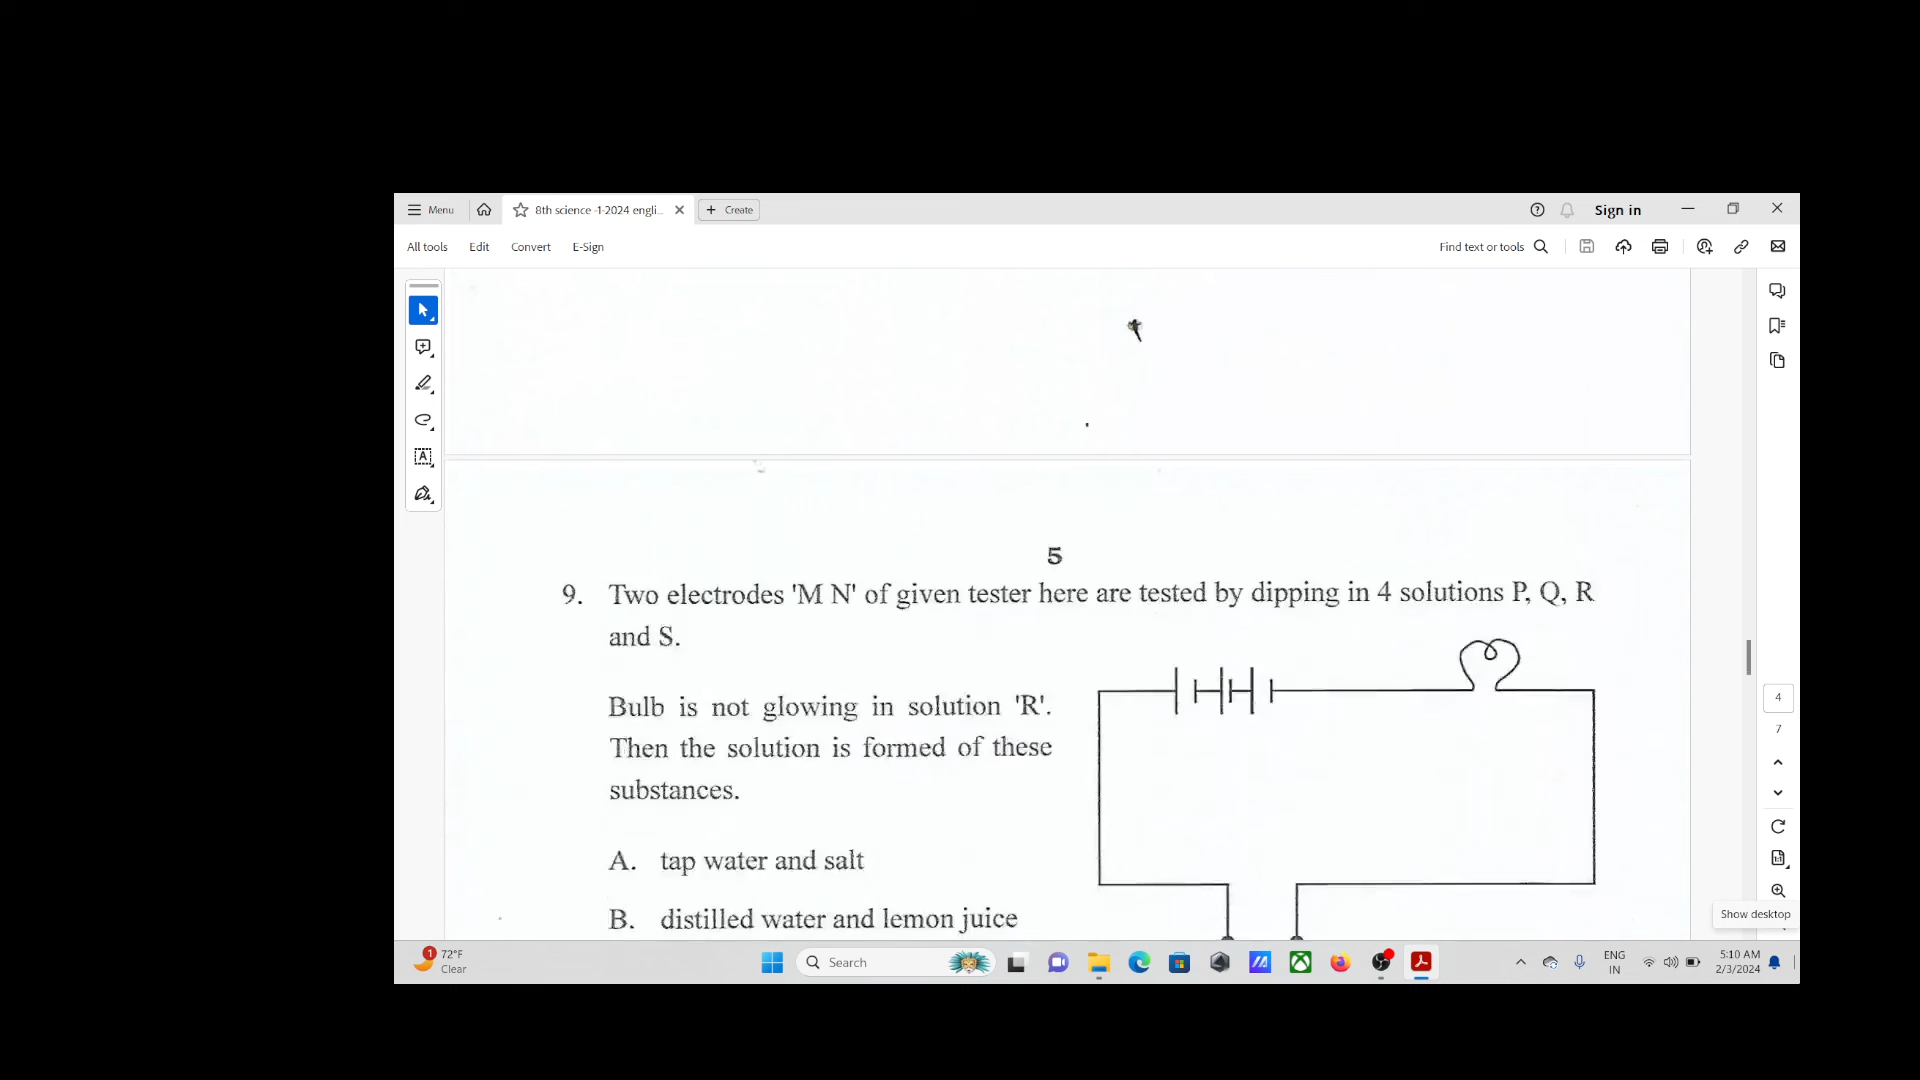 Menu
8th science -1-2024 engli...
Create
Sign in
All tools
Edit
Convert
E-Sign
Find text or tools
5
9. Two electrodes 'M N' of given tester here are tested by dipping in 4 solutions P, Q, R
and S.
Bulb is not glowing in solution 'R'.
Then the solution is formed of these
substances.
A. tap water and salt
B. distilled water and lemon juice
4
7
Show desktop
1
72°F
Clear
Search
ENG
IN
5:10 AM
2/3/2024